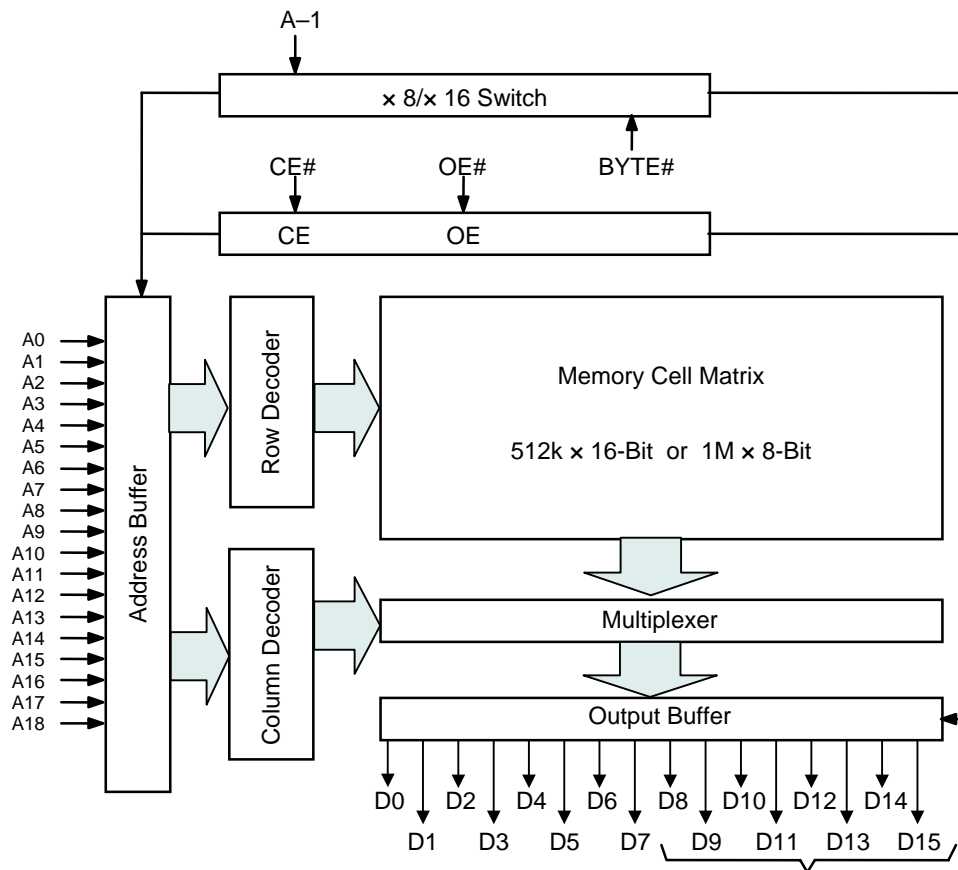 A–1
× 8/× 16 Switch
CE#
OE#
BYTE#
CE
OE
A0
A1
A2
A3
A4
A5
A6
A7
A8
A9
A10
A11
A12
A13
A14
A15
A16
A17
A18
Address Buffer
Row Decoder
Column Decoder
Memory Cell Matrix
512k × 16-Bit or 1M × 8-Bit
Multiplexer
Output Buffer
D0 D2 D4 D6 D8 D10 D12 D14
D1 D3 D5 D7 D9 D11 D13 D15